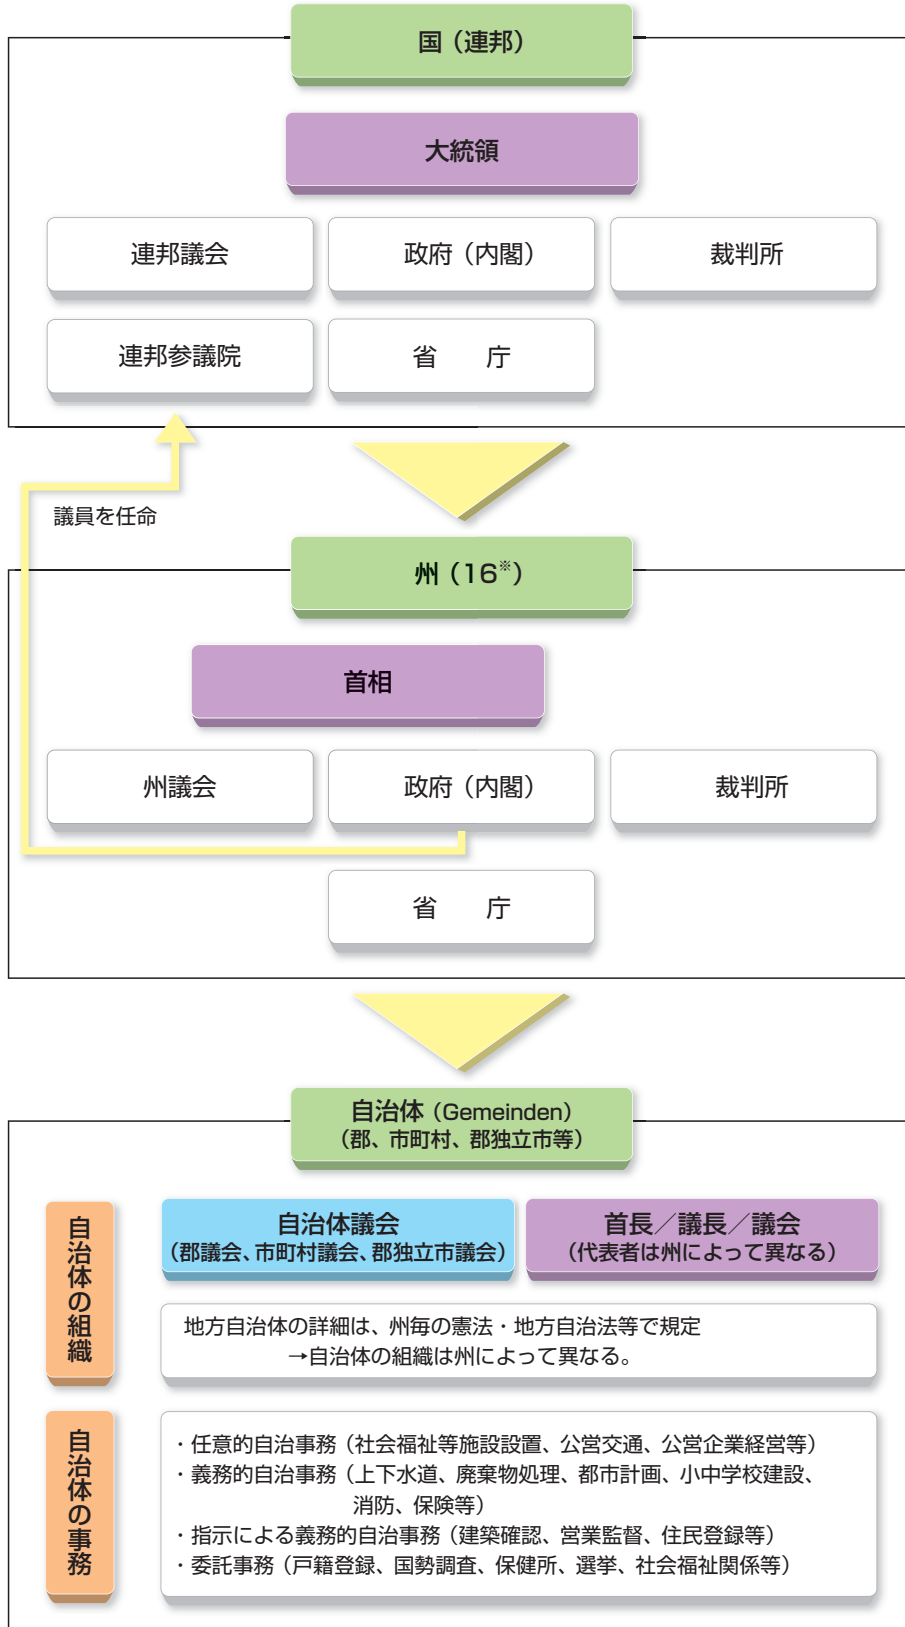 国（連邦）
大統領
連邦議会
政府（内閣）
裁判所
連邦参議院
省　庁
議員を任命
州（16※）
首相
州議会
政府（内閣）
裁判所
省　庁
自治体（Gemeinden）
（郡、市町村、郡独立市等）
自治体の組織
自治体議会
（郡議会、市町村議会、郡独立市議会）
首長／議長／議会
（代表者は州によって異なる）
地方自治体の詳細は、州毎の憲法・地方自治法等で規定
→自治体の組織は州によって異なる。
自治体の事務
・任意的自治事務（社会福祉等施設設置、公営交通、公営企業経営等）
・義務的自治事務（上下水道、廃棄物処理、都市計画、小中学校建設、
消防、保険等）
・指示による義務的自治事務（建築確認、営業監督、住民登録等）
・委託事務（戸籍登録、国勢調査、保健所、選挙、社会福祉関係等）